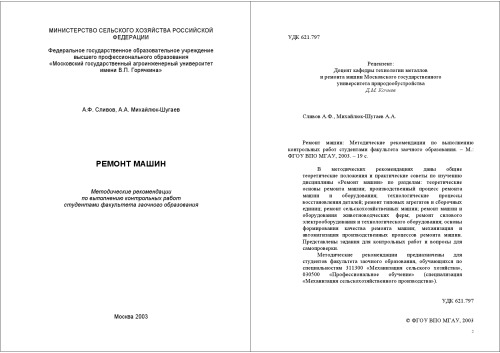 МИНИСТЕРСТВО СЕЛЬСКОГО ХОЗЯЙСТВА РОССИЙСКОЙ
ФЕДЕРАЦИИ
Федеральное государственное образовательное учреждение
высшего профессионального образования
«Московский государственный агроинженерный университет
имени В.П. Горячкина»
А.Ф. Сливов, А.А. Михайлюк-Шугаев
РЕМОНТ МАШИН
Методические рекомендации
по выполнению контрольных работ
студентами факультета заочного образования
Москва 2003
УДК 621.797
Рецензент:
Доцент кафедры технологии металлов
и ремонта машин Московского государственного
университета природообустройства
Д.М.
Сливов А.Ф., Михайлюк-Шугаев А.А.
Ремонт машин: Методические рекомендации по выполнению
контрольных работ студентами факультета заочного образования. – М.:
ФГОУ ВПО МГАУ, 2003. – 19 с.
В методических рекомендациях даны общие
теоретические положения и практические советы по изучению
дисциплины «Ремонт машин» по разделам: теоретические
основы ремонта машин; производственный процесс ремонта
машин и оборудования; технологические процессы
восстановления деталей; ремонт типовых агрегатов и сборочных
единиц; ремонт сельскохозяйственных машин; ремонт машин и
оборудования животноводческих ферм; ремонт силового
электрооборудования и технологического оборудования; основы
формирования качества ремонта машин; механизация и
автоматизация производственных процессов ремонта машин.
Представлены задания для контрольных работ и вопросы для
самопроверки.
Методические рекомендации предназначены для
студентов факультета заочного образования, обучающихся по
специальностям 311300 «Механизация сельского хозяйства»,
030500 «Профессиональное обучение» (специализация
«Механизация сельскохозяйственного производства»).
УДК 621.797
© ФГОУ ВПО МГАУ, 2003
2